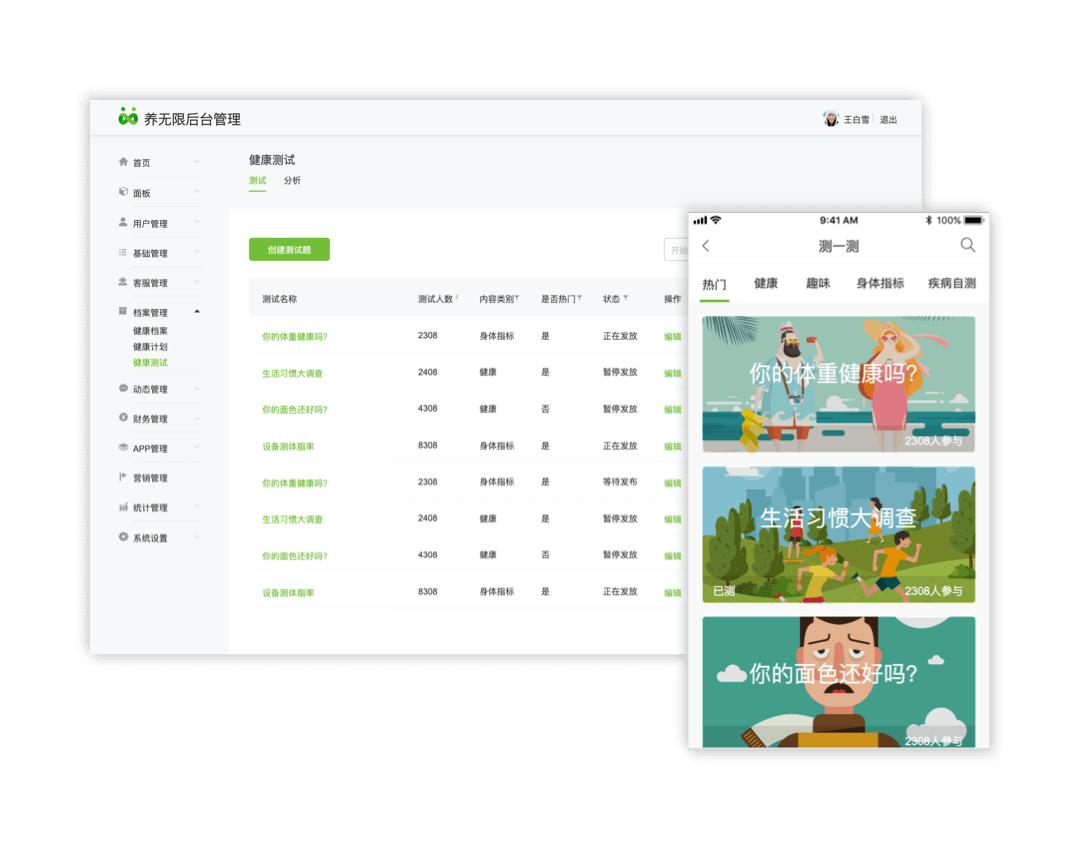 养无限后台管理
王白雪 退出
首页
面板
用户管理
基础管理
客服管理
档案管理
健康档案
健康计划
健康测试
动态管理
财务管理
APP管理
营销管理
统计管理
系统设置
健康测试
测试 分析
创建测试题
开始
测试名称 测试人数 内容类别 是否热门 状态 操作
你的体重健康吗? 2308 身体指标 是 正在发放 编辑
生活习惯大调查 2408 健康 是 暂停发放 编辑
你的面色还好吗? 4308 健康 否 暂停发放 编辑
设备测体脂率 8308 身体指标 是 正在发放 编辑
你的体重健康吗? 2308 身体指标 是 等待发布 编辑
生活习惯大调查 2408 健康 是 暂停发放 编辑
你的面色还好吗? 4308 健康 否 暂停发放 编辑
设备测体脂率 8308 身体指标 是 正在发放 编辑
9:41 AM 100%
测一测
热门 健康 趣味 身体指标 疾病自测
你的体重健康吗?
2308人参与
生活习惯大调查
已测 2308人参与
你的面色还好吗?
2308人参与